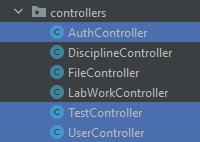 controllers
AuthController
DisciplineController
FileController
LabWorkController
TestController
UserController